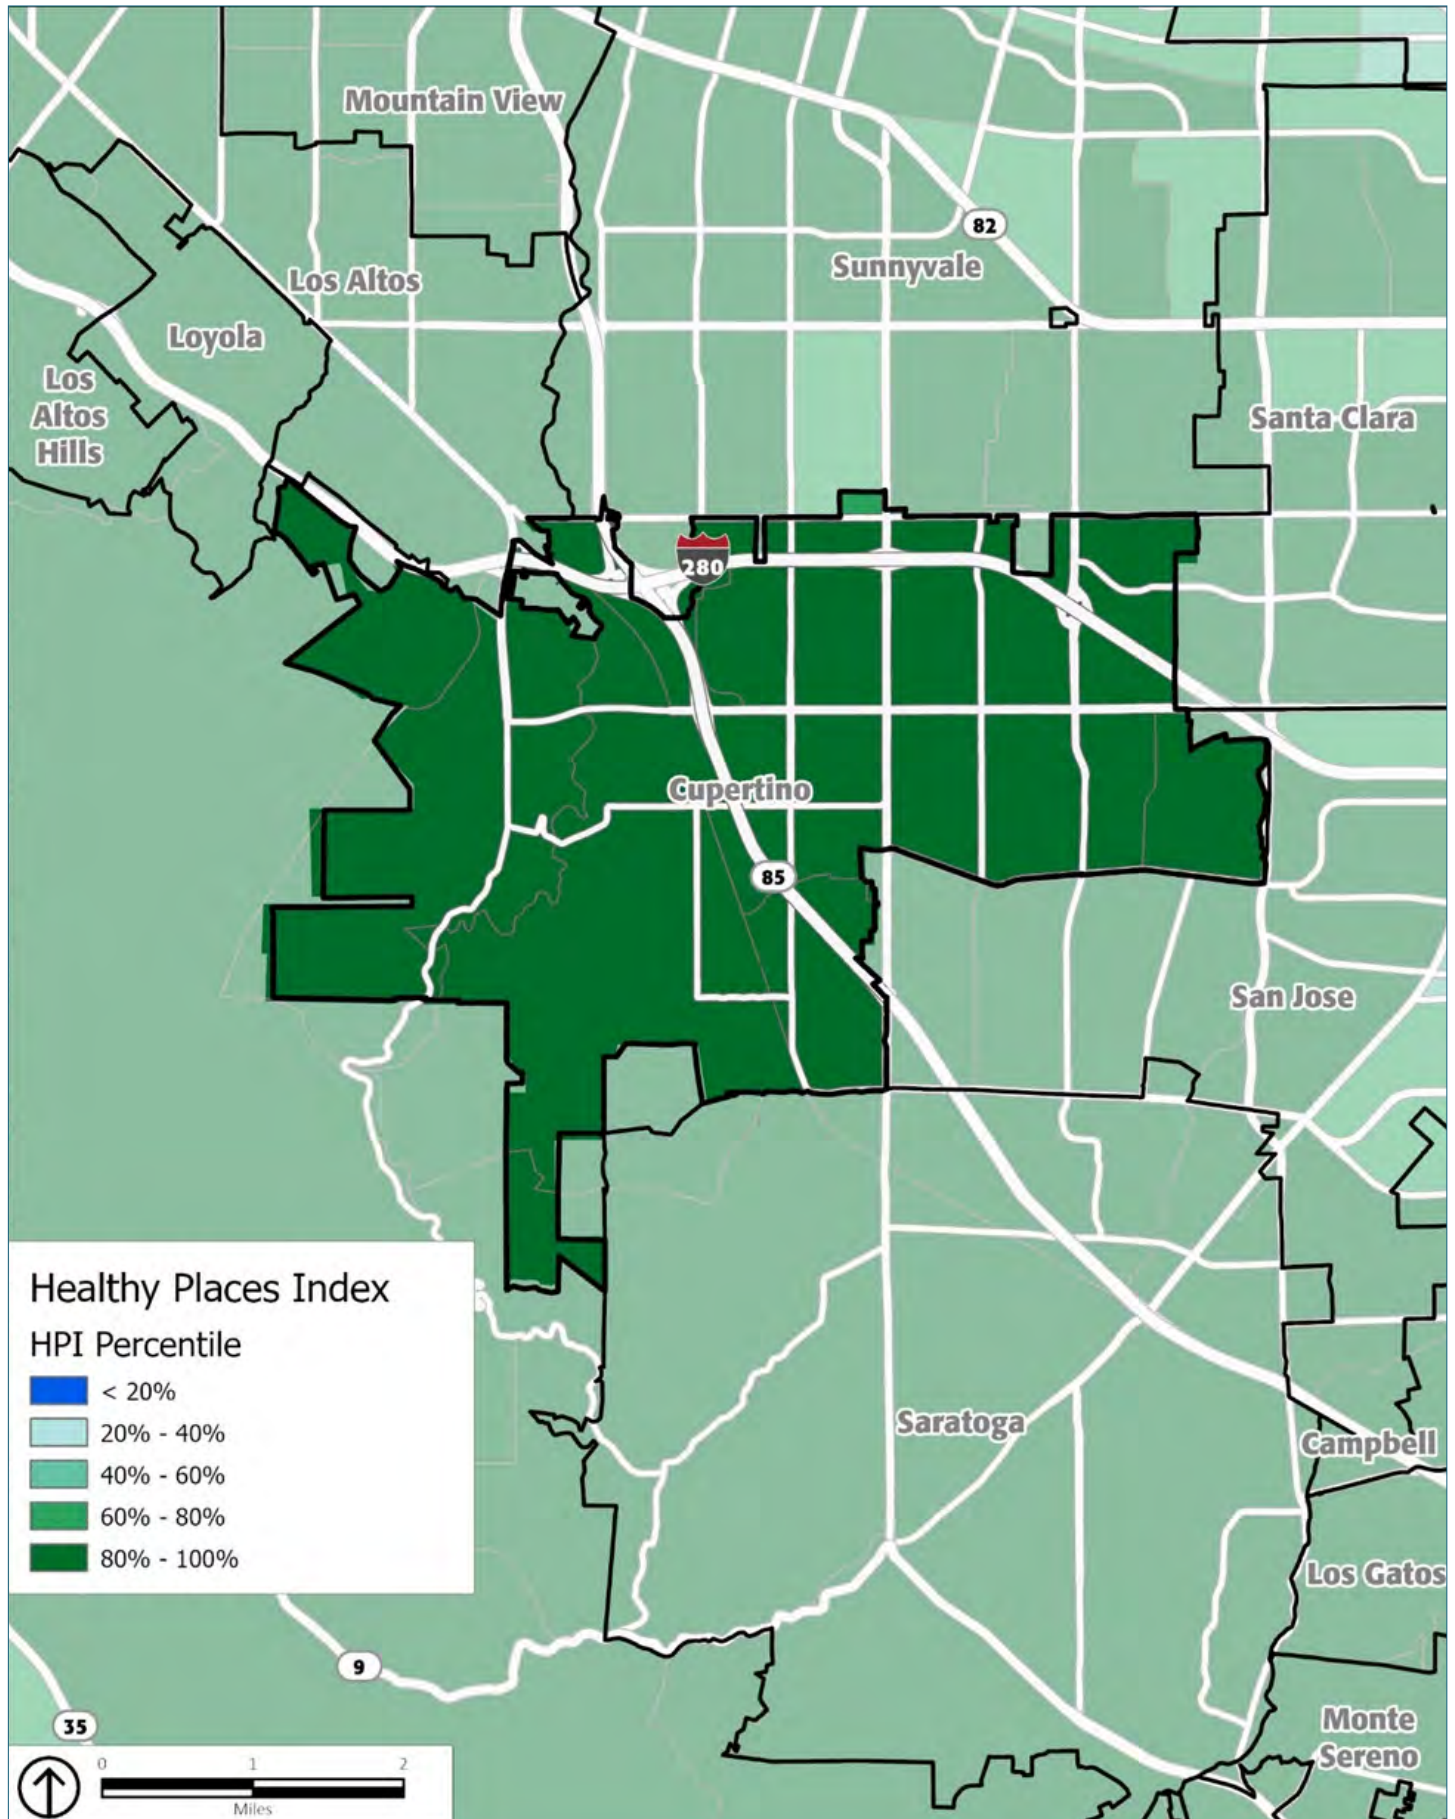 Mountain View
82
Sunnyvale
Los Altos
Loyola
Los
Altos
Hills
Santa Clara
280
Cupertino
85
San Jose
Healthy Places Index
HPI Percentile
< 20%
20% - 40%
40% - 60%
60% - 80%
80% - 100%
Saratoga
Campbell
Los Gatos
9
35
Monte
Sereno
0 1 2
Miles